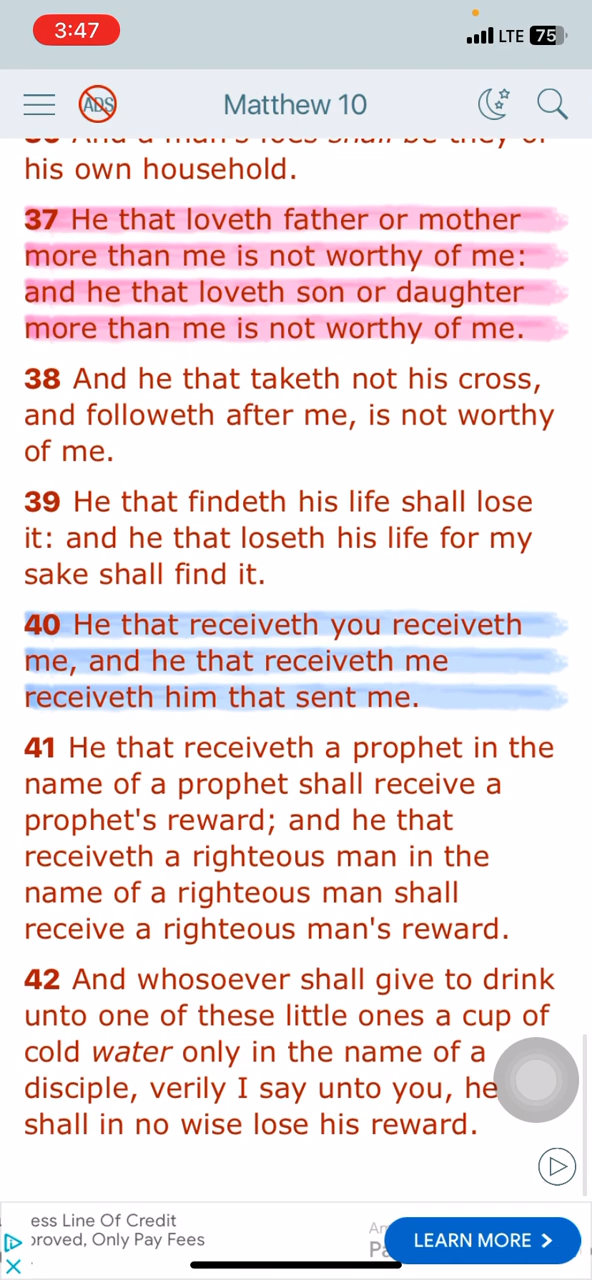 3:47
LTE 75
ADS
Matthew 10
his own household.
37 He that loveth father or mother
more than me is not worthy of me:
and he that loveth son or daughter
more than me is not worthy of me.
38 And he that taketh not his cross,
and followeth after me, is not worthy
of me.
39 He that findeth his life shall lose
it: and he that loseth his life for my
sake shall find it.
40 He that receiveth you receiveth
me, and he that receiveth me
receiveth him that sent me.
41 He that receiveth a prophet in the
name of a prophet shall receive a
prophet's reward; and he that
receiveth a righteous man in the
name of a righteous man shall
receive a righteous man's reward.
42 And whosoever shall give to drink
unto one of these little ones a cup of
cold water only in the name of a
disciple, verily I say unto you, he
shall in no wise lose his reward.
ess Line Of Credit
proved, Only Pay Fees
LEARN MORE